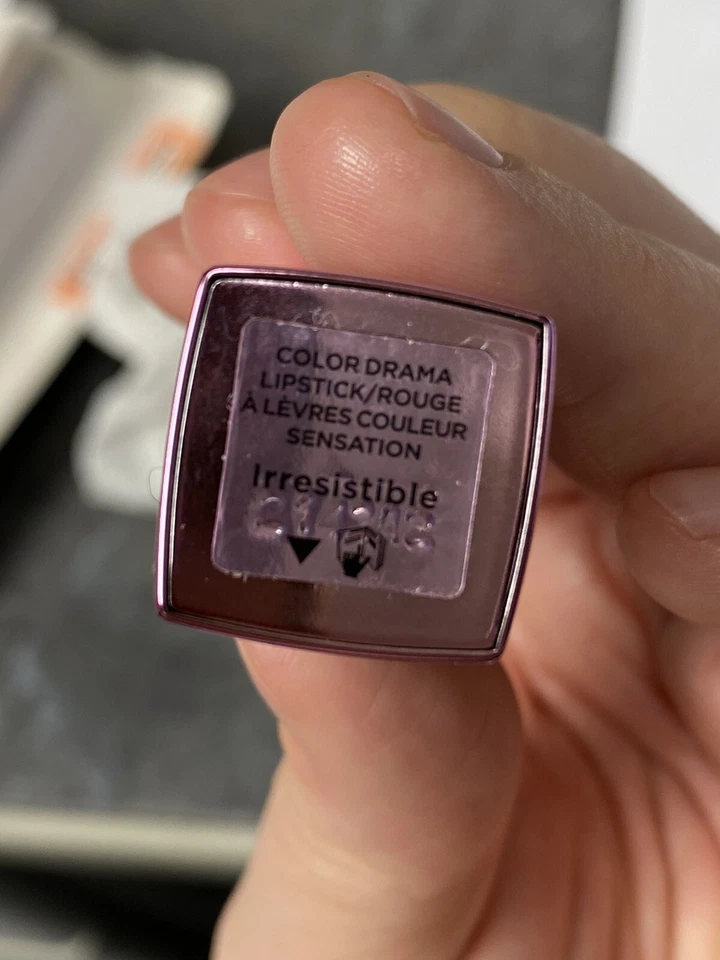 COLOR DRAMA
LIPSTICK/ROUGE
À LÈVRES COULEUR
SENSATION
Irresistible